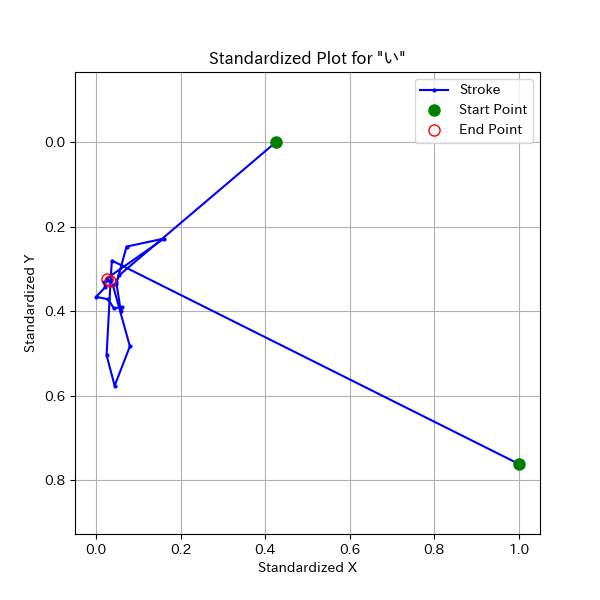 Standardized Plot for "い"
Stroke
Start Point
End Point
0.0
0.2
0.4
0.6
0.8
Standardized Y
0.0 0.2 0.4 0.6 0.8 1.0
Standardized X